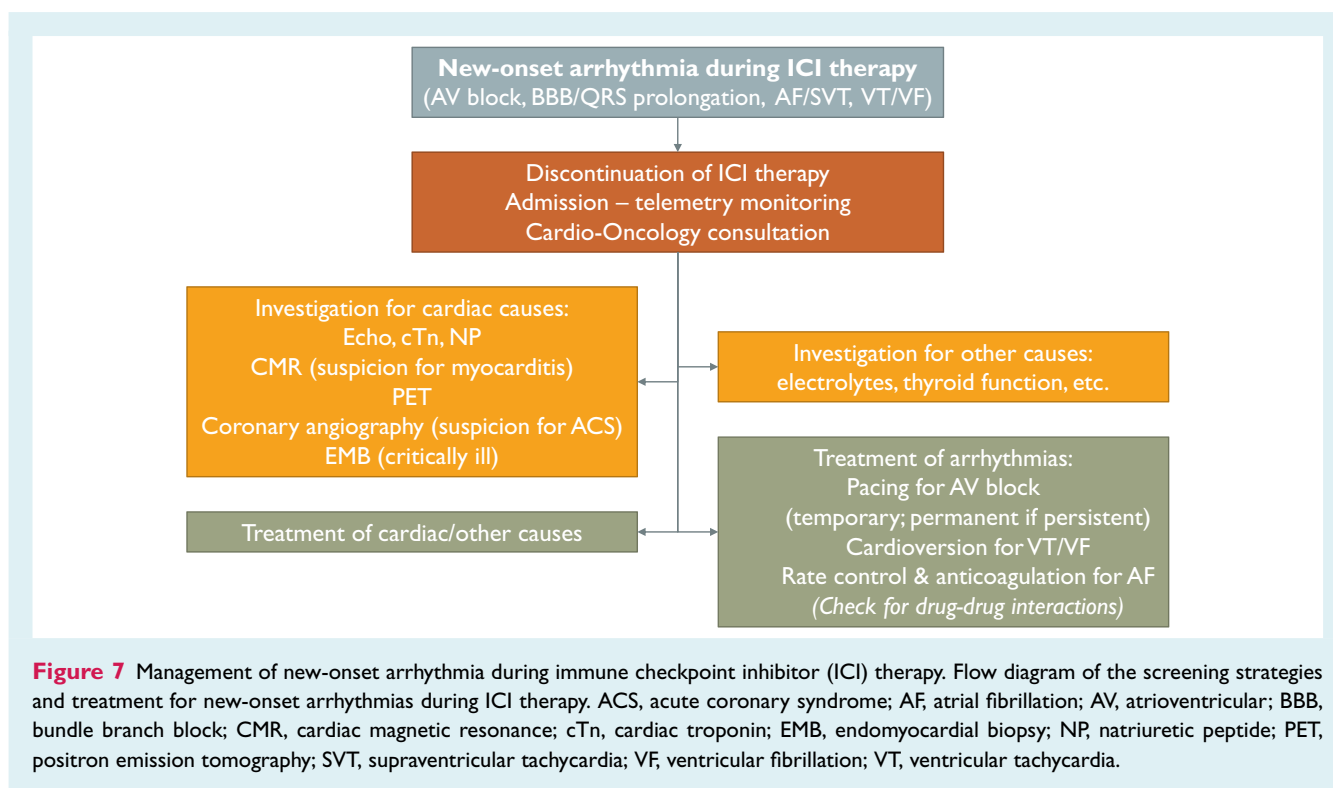 New-onset arrhythmia during ICI therapy
(AV block, BBB/QRS prolongation, AF/SVT, VT/VF)
Discontinuation of ICI therapy
Admission – telemetry monitoring
Cardio-Oncology consultation
Investigation for cardiac causes:
Echo, cTn, NP
CMR (suspicion for myocarditis)
PET
Coronary angiography (suspicion for ACS)
EMB (critically ill)
Investigation for other causes:
electrolytes, thyroid function, etc.
Treatment of cardiac/other causes
Treatment of arrhythmias:
Pacing for AV block
(temporary; permanent if persistent)
Cardioversion for VT/VF
Rate control & anticoagulation for AF
(Check for drug-drug interactions)
Figure 7 Management of new-onset arrhythmia during immune checkpoint inhibitor (ICI) therapy. Flow diagram of the screening strategies
and treatment for new-onset arrhythmias during ICI therapy. ACS, acute coronary syndrome; AF, atrial fibrillation; AV, atrioventricular; BBB,
bundle branch block; CMR, cardiac magnetic resonance; cTn, cardiac troponin; EMB, endomyocardial biopsy; NP, natriuretic peptide; PET,
positron emission tomography; SVT, supraventricular tachycardia; VF, ventricular fibrillation; VT, ventricular tachycardia.